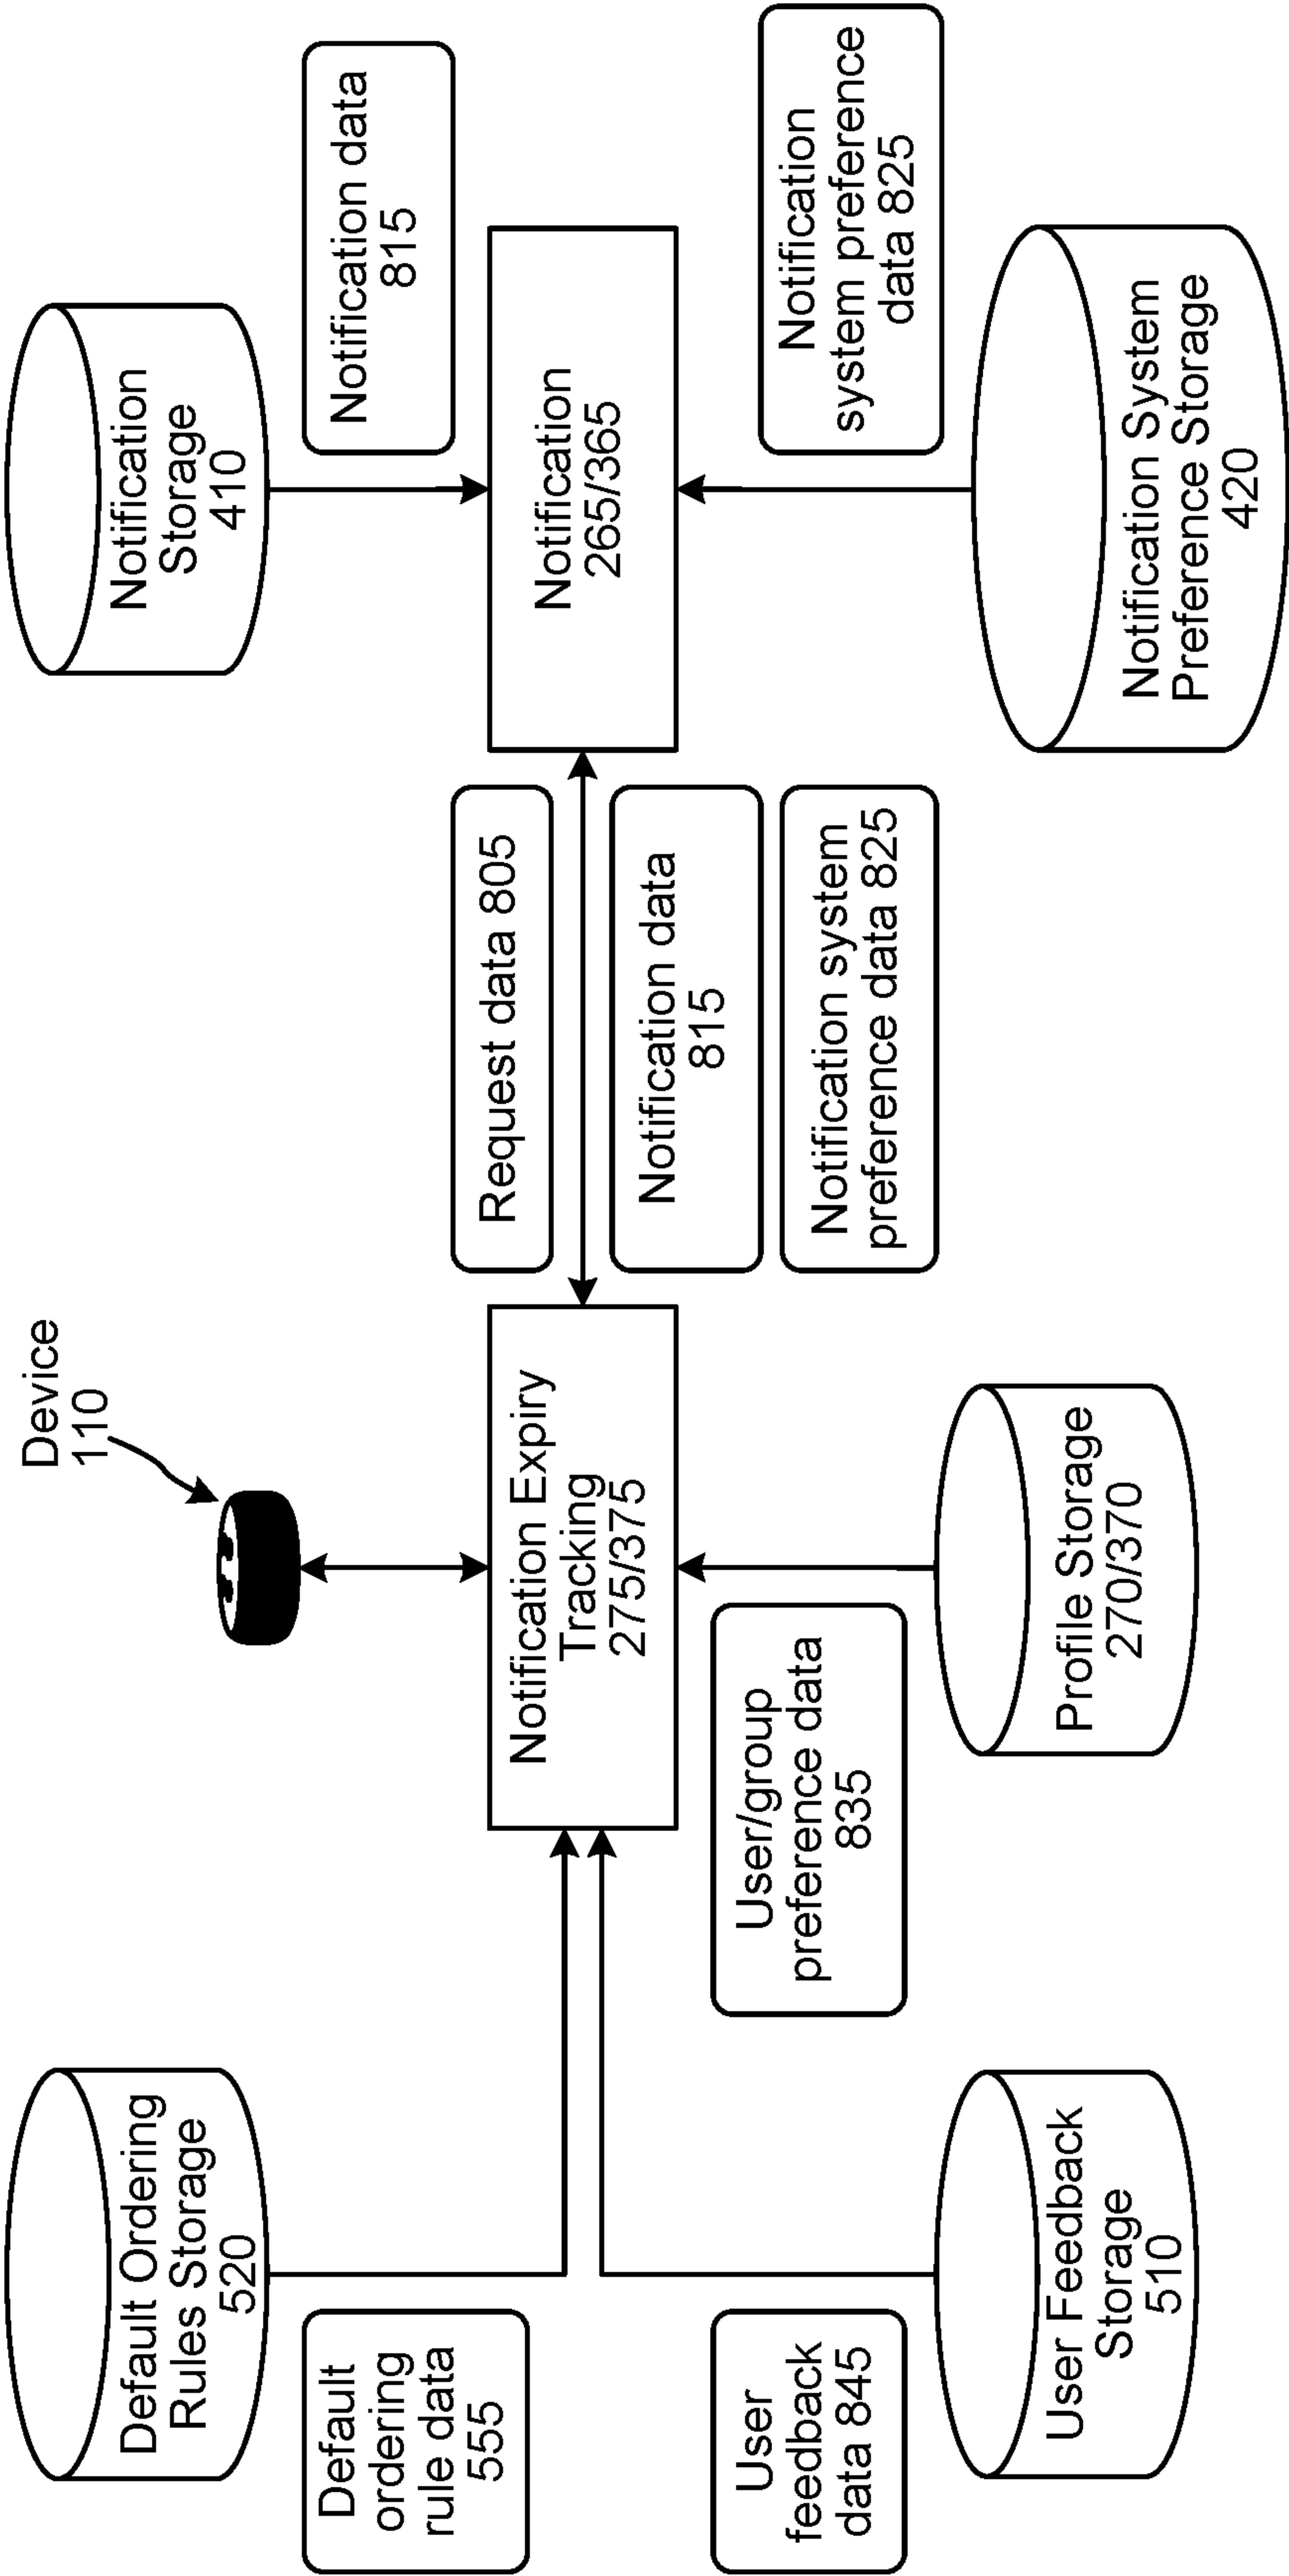 Default Ordering
Rules Storage
520
Default
ordering
rule data
555
User
feedback
data 845
User Feedback
Storage
510
Device
110
Notification Expiry
Tracking
275/375
User/group
preference data
835
Profile Storage
270/370
Request data 805
Notification data
815
Notification system
preference data 825
Notification
Storage
410
Notification data
815
Notification
265/365
Notification
system preference
data 825
Notification System
Preference Storage
420